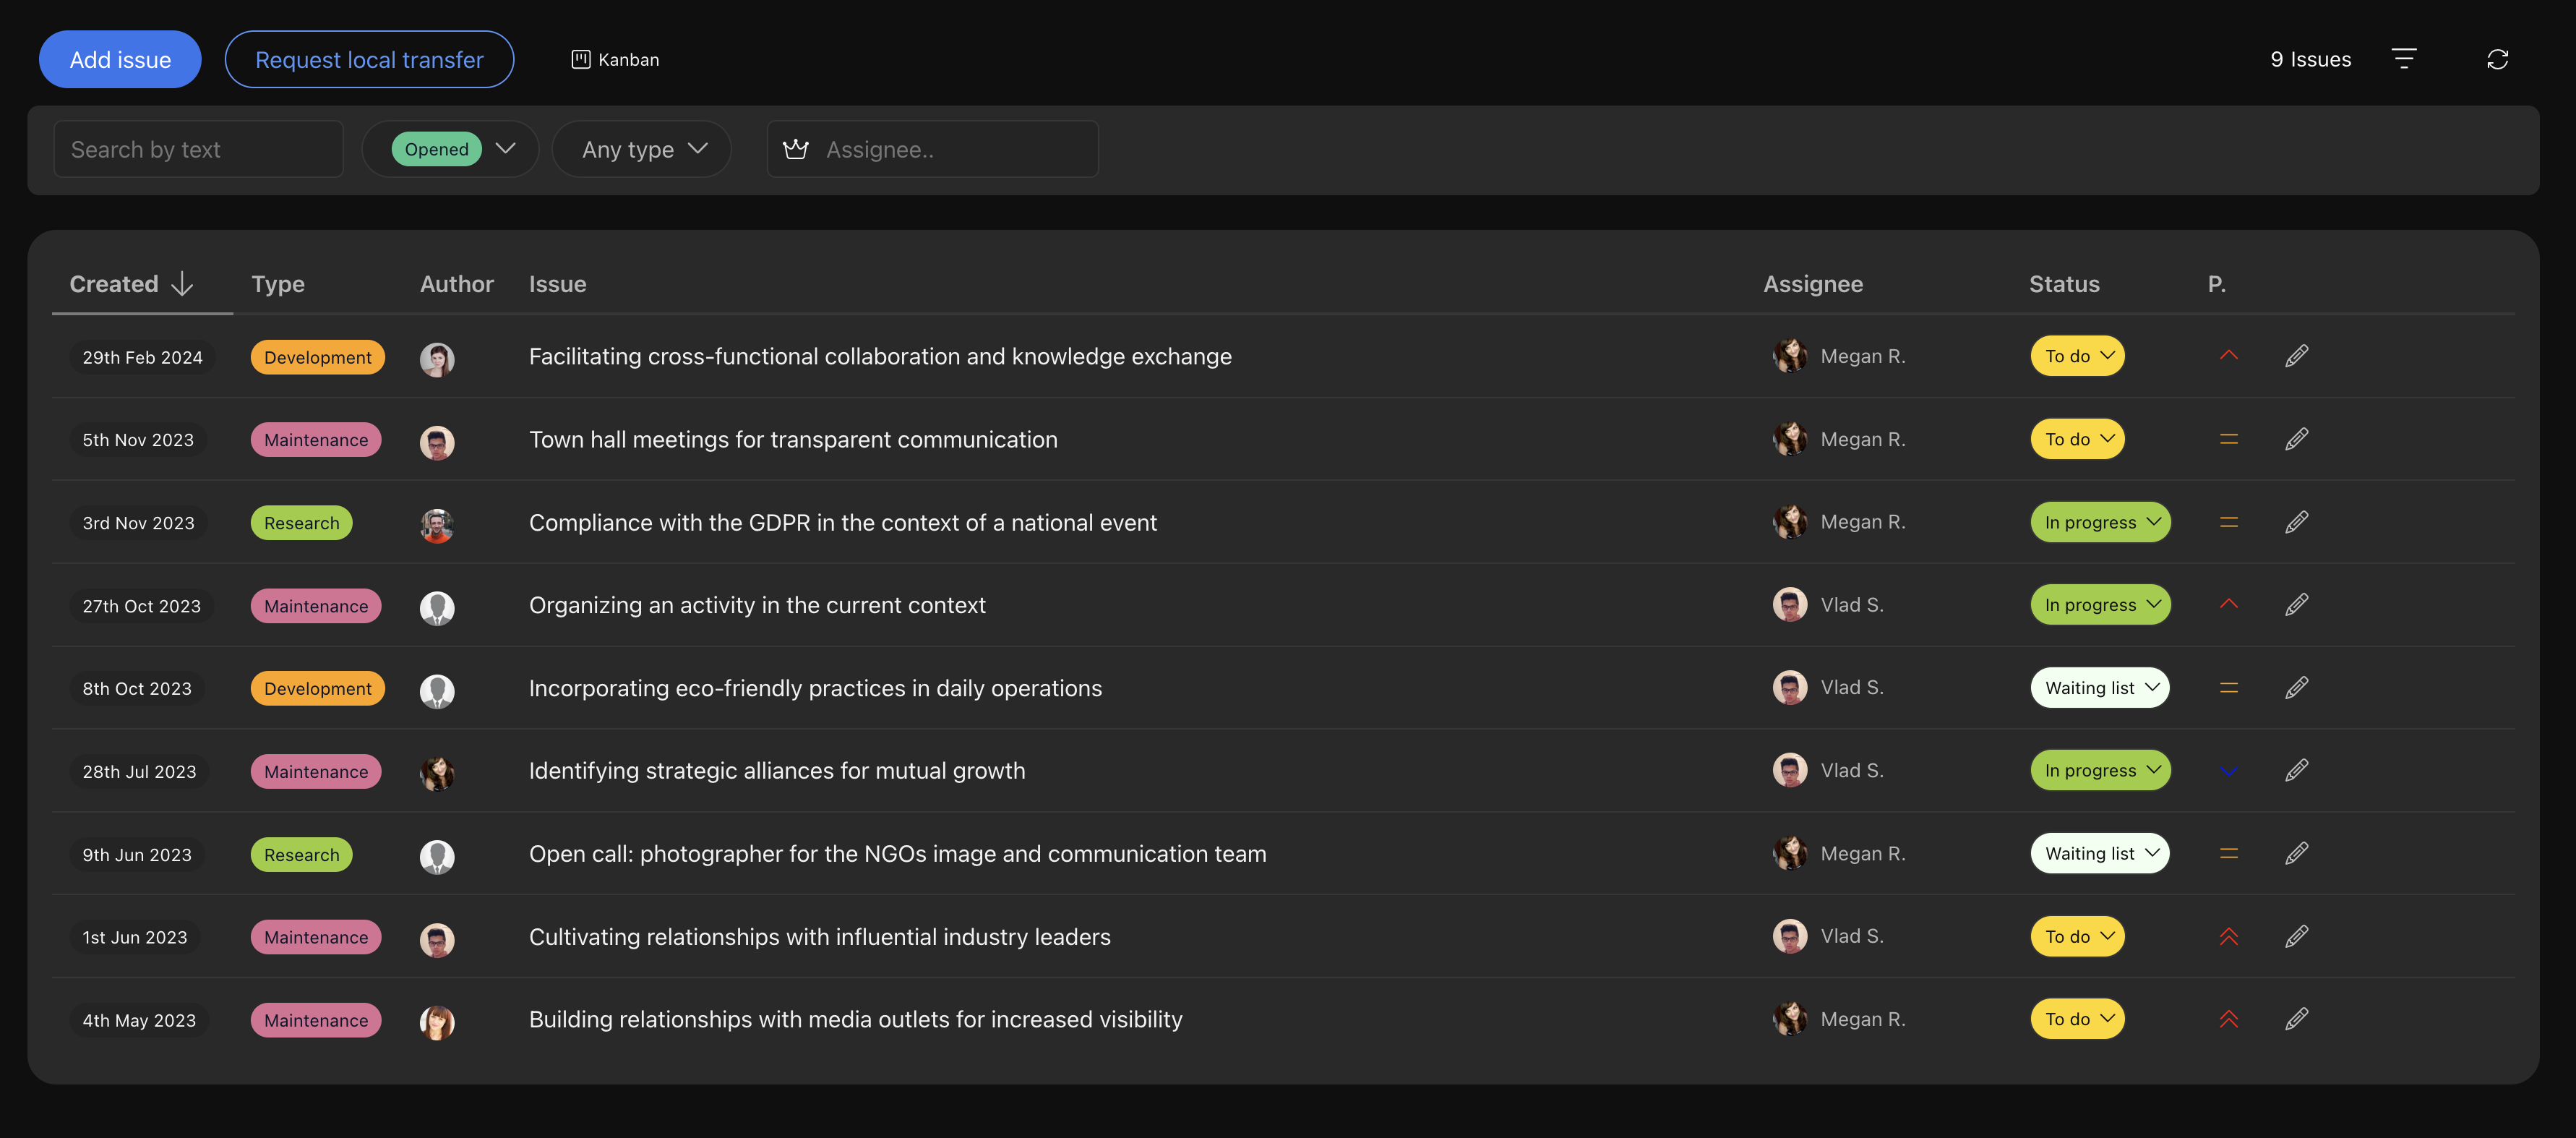 Add issue Request local transfer Kanban 9 Issues
Search by text Opened Any type Assignee..
Created Type Author Issue Assignee Status P.
29th Feb 2024 Development Facilitating cross-functional collaboration and knowledge exchange Megan R. To do
5th Nov 2023 Maintenance Town hall meetings for transparent communication Megan R. To do
3rd Nov 2023 Research Compliance with the GDPR in the context of a national event Megan R. In progress
27th Oct 2023 Maintenance Organizing an activity in the current context Vlad S. In progress
8th Oct 2023 Development Incorporating eco-friendly practices in daily operations Vlad S. Waiting list
28th Jul 2023 Maintenance Identifying strategic alliances for mutual growth Vlad S. In progress
9th Jun 2023 Research Open call: photographer for the NGOs image and communication team Megan R. Waiting list
1st Jun 2023 Maintenance Cultivating relationships with influential industry leaders Vlad S. To do
4th May 2023 Maintenance Building relationships with media outlets for increased visibility Megan R. To do